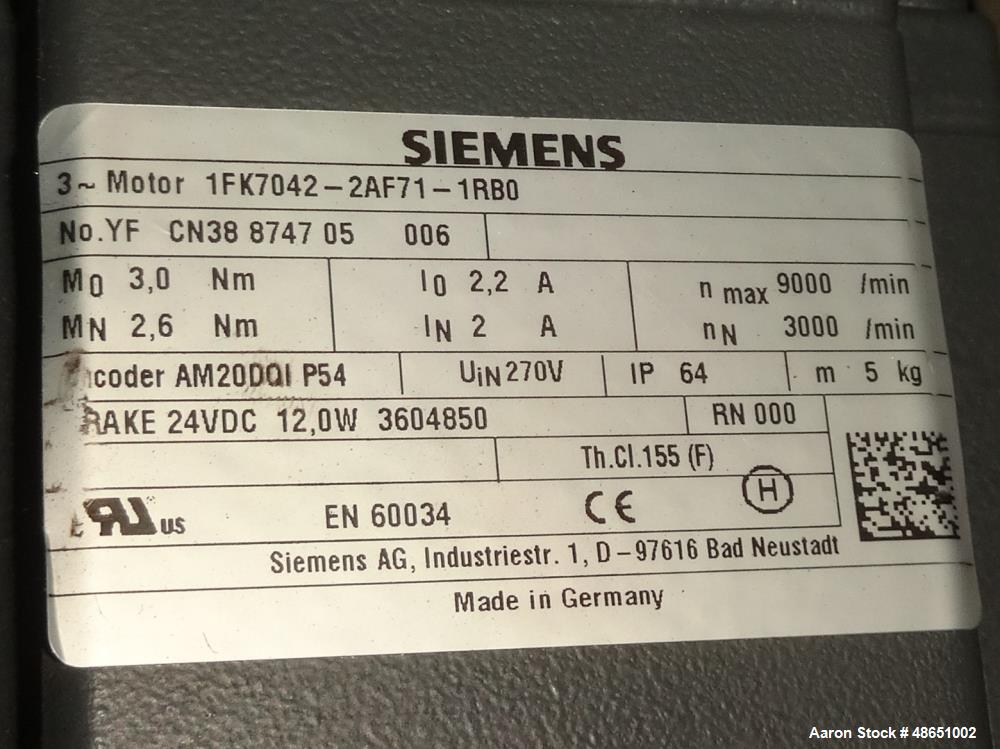 SIEMENS
3~ Motor 1FK7042-2AF71-1RB0
No.YF CN38 8747 05 006
M0 3,0 Nm I0 2,2 A n max 9000 /min
MN 2,6 Nm IN 2 A nN 3000 /min
coder AM20DQI P54 UiN 270V IP 64 m 5 kg
RAKE 24VDC 12,0W 3604850 RN 000
Th.Cl.155 (F)
RU US EN 60034 CE H
Siemens AG, Industriestr. 1, D-97616 Bad Neustadt
Made in Germany
Aaron Stock # 48651002